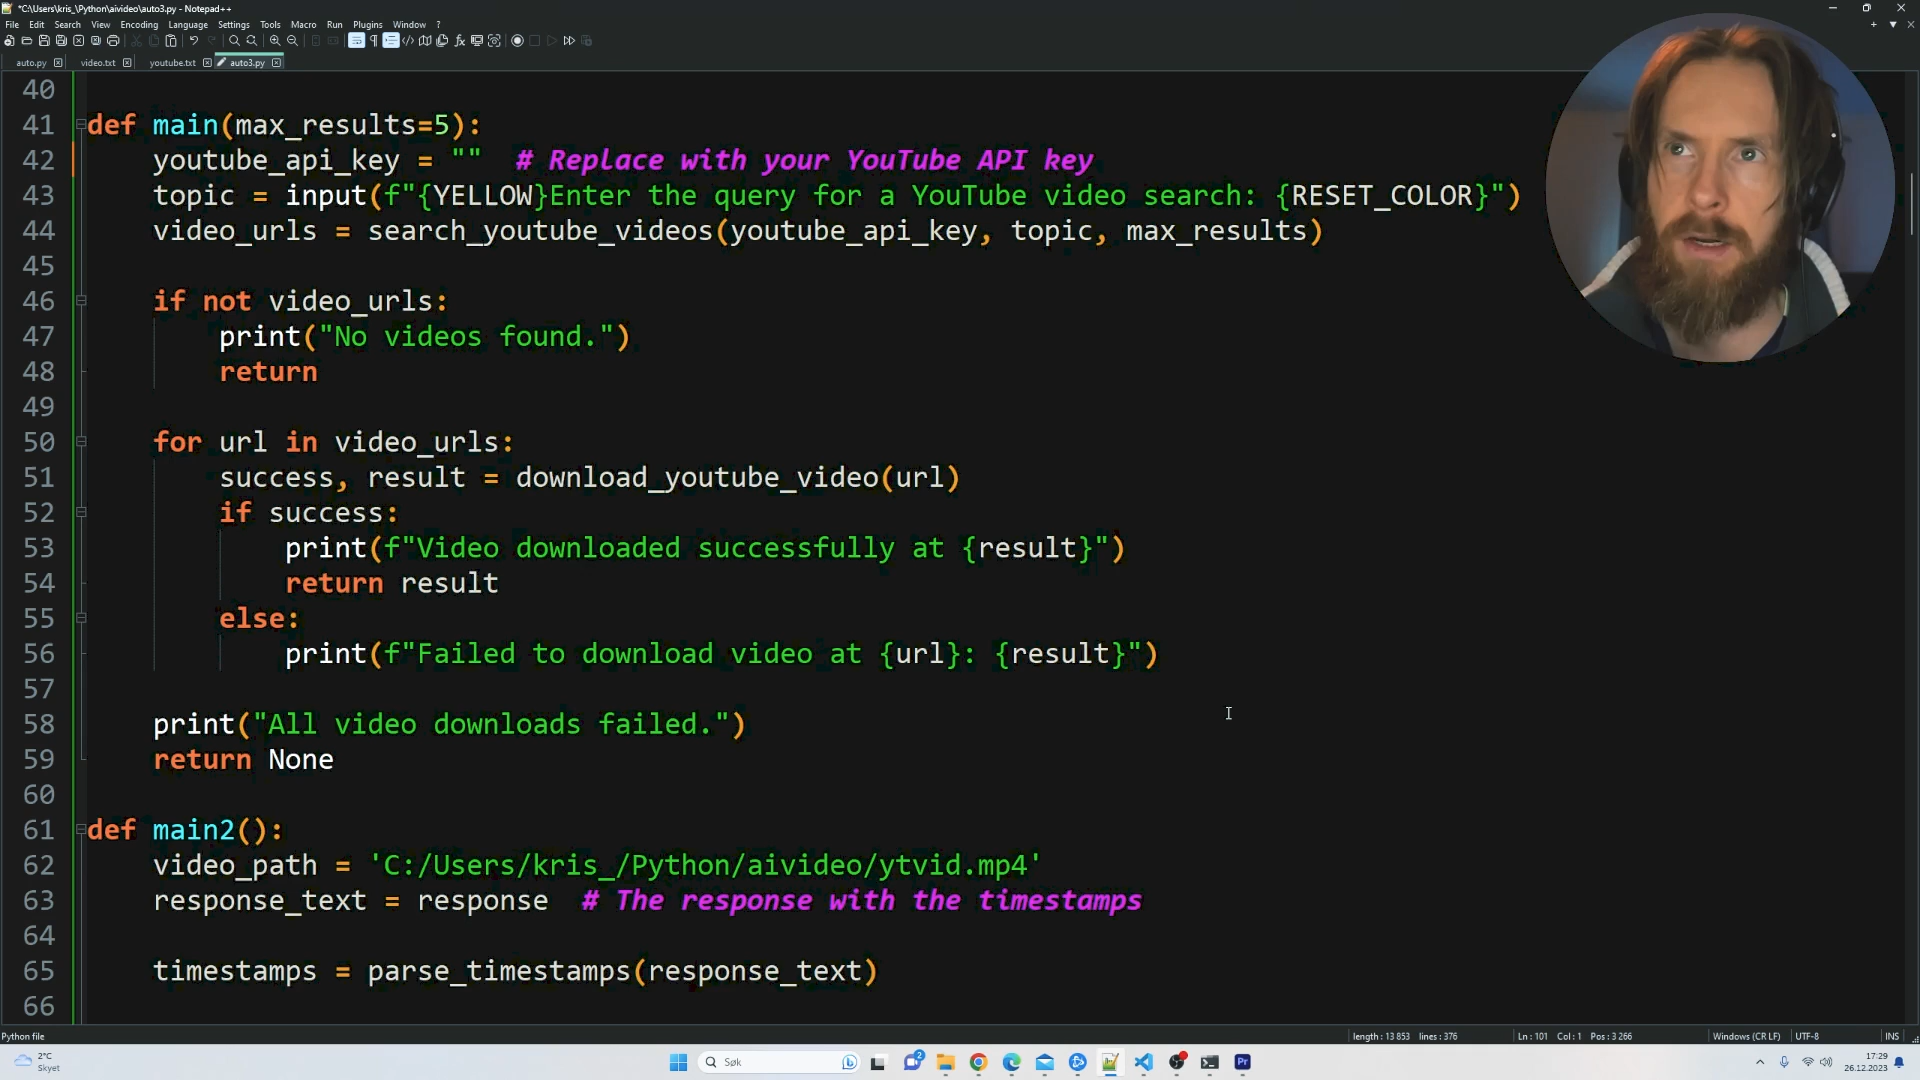 *C:\Users\kris_\Python\aivideo\auto3.py - Notepad++
File Edit Search View Encoding Language Settings Tools Macro Run Plugins Window ?
auto.py video.txt youtube.txt auto3.py
40
41 def main(max_results=5):
42 youtube_api_key = "" # Replace with your YouTube API key
43 topic = input(f"{YELLOW}Enter the query for a YouTube video search: {RESET_COLOR}")
44 video_urls = search_youtube_videos(youtube_api_key, topic, max_results)
45
46 if not video_urls:
47 print("No videos found.")
48 return
49
50 for url in video_urls:
51 success, result = download_youtube_video(url)
52 if success:
53 print(f"Video downloaded successfully at {result}")
54 return result
55 else:
56 print(f"Failed to download video at {url}: {result}")
57
58 print("All video downloads failed.")
59 return None
60
61 def main2():
62 video_path = 'C:/Users/kris_/Python/aivideo/ytvid.mp4'
63 response_text = response # The response with the timestamps
64
65 timestamps = parse_timestamps(response_text)
66
Python file length : 13 853 lines : 376 Ln : 101 Col : 1 Pos : 3 266 Windows (CR LF) UTF-8 INS
2°C
Skyet
Søk
2
Pr
17:29
26.12.2023